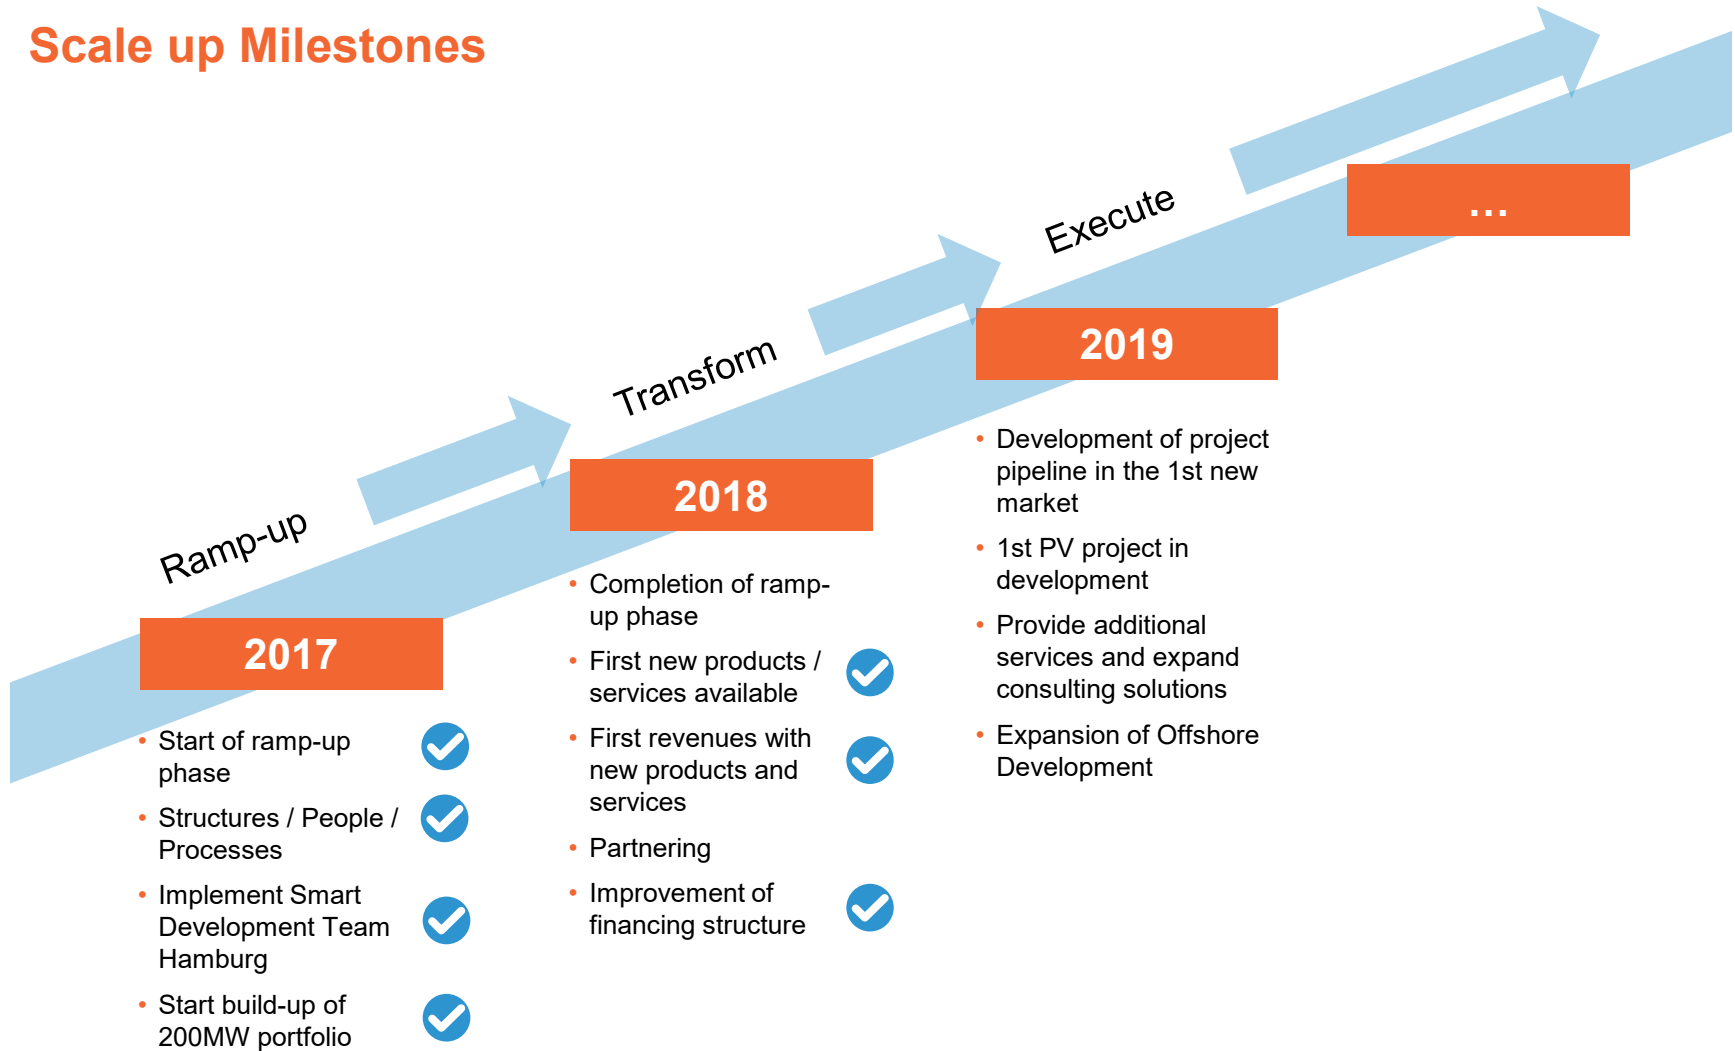 Scale up Milestones
Ramp-up
Transform
Execute
2017
• Start of ramp-up
phase
• Structures / People /
Processes
• Implement Smart
Development Team
Hamburg
• Start build-up of
200MW portfolio
2018
• Completion of ramp-
up phase
• First new products /
services available
• First revenues with
new products and
services
• Partnering
• Improvement of
financing structure
2019
• Development of project
pipeline in the 1st new
market
• 1st PV project in
development
• Provide additional
services and expand
consulting solutions
• Expansion of Offshore
Development
...